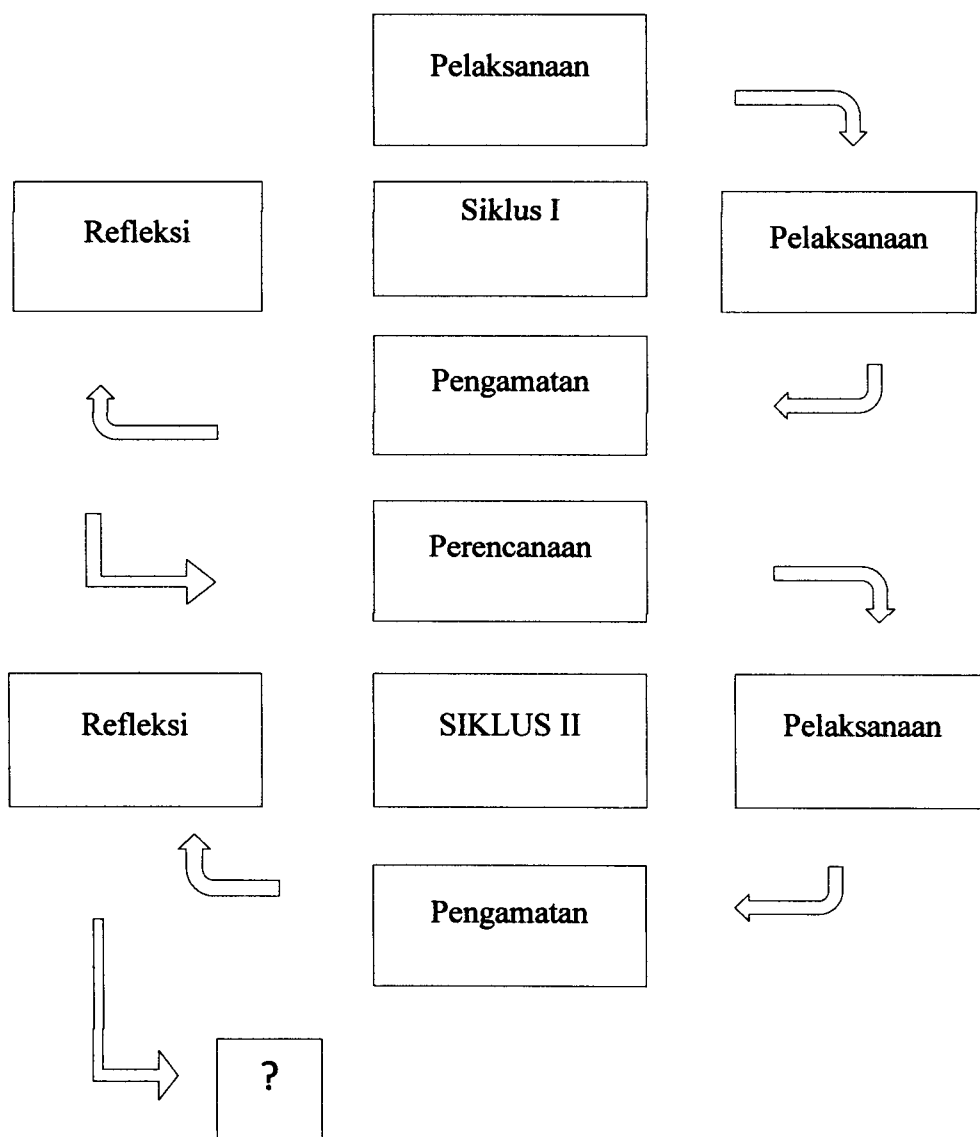 Pelaksanaan
Refleksi
Siklus I
Pelaksanaan
Pengamatan
Perencanaan
Refleksi
SIKLUS II
Pelaksanaan
Pengamatan
?